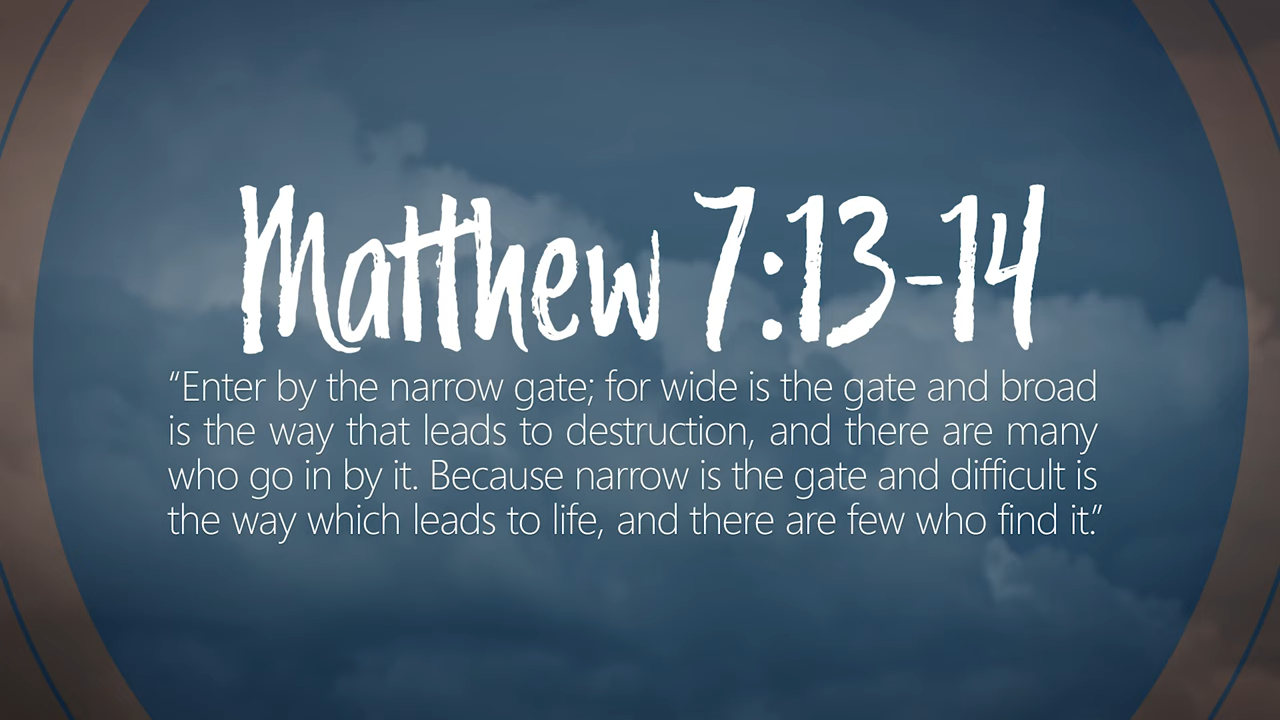 Matthew 7:13-14
“Enter by the narrow gate; for wide is the gate and broad
is the way that leads to destruction, and there are many
who go in by it. Because narrow is the gate and difficult is
the way which leads to life, and there are few who find it.”